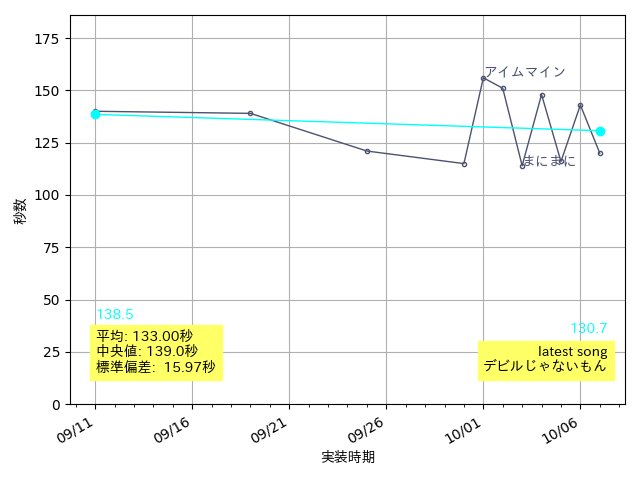 175
150
125
100
75
50
25
0
秒数
アイムマイン
まにまに
138.5
130.7
平均: 133.00秒
中央値: 139.0秒
標準偏差: 15.97秒
latest song
デビルじゃないもん
09/11
09/16
09/21
09/26
10/01
10/06
実装時期